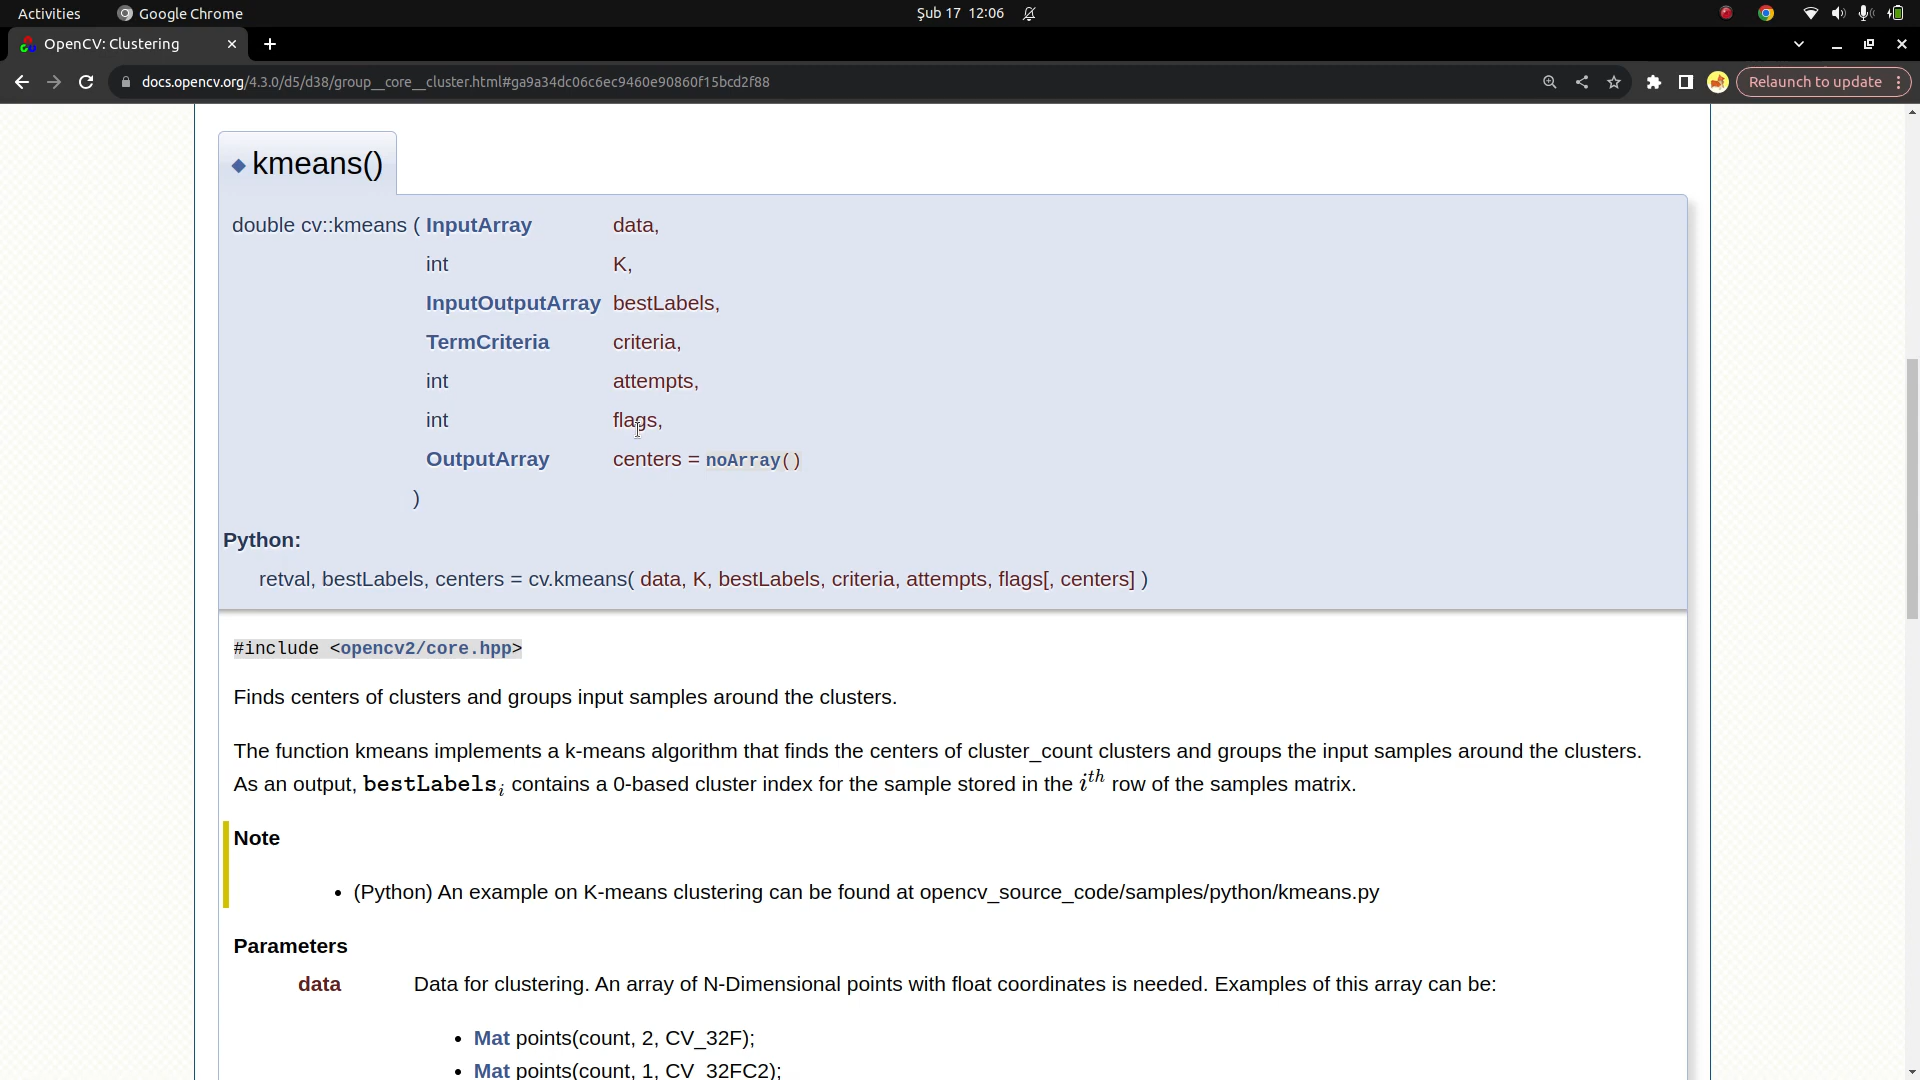 Activities Google Chrome Şub 17 12:06
OpenCV: Clustering
docs.opencv.org/4.3.0/d5/d38/group__core__cluster.html#ga9a34dc06c6ec9460e90860f15bcd2f88 Relaunch to update
kmeans()
double cv::kmeans ( InputArray data,
int K,
InputOutputArray bestLabels,
TermCriteria criteria,
int attempts,
int flags,
OutputArray centers = noArray()
)
Python:
retval, bestLabels, centers = cv.kmeans( data, K, bestLabels, criteria, attempts, flags[, centers] )
#include <opencv2/core.hpp>
Finds centers of clusters and groups input samples around the clusters.
The function kmeans implements a k-means algorithm that finds the centers of cluster_count clusters and groups the input samples around the clusters.
As an output, bestLabelsᵢ contains a 0-based cluster index for the sample stored in the iᵗʰ row of the samples matrix.
Note
• (Python) An example on K-means clustering can be found at opencv_source_code/samples/python/kmeans.py
Parameters
data Data for clustering. An array of N-Dimensional points with float coordinates is needed. Examples of this array can be:
• Mat points(count, 2, CV_32F);
• Mat points(count, 1, CV_32FC2);